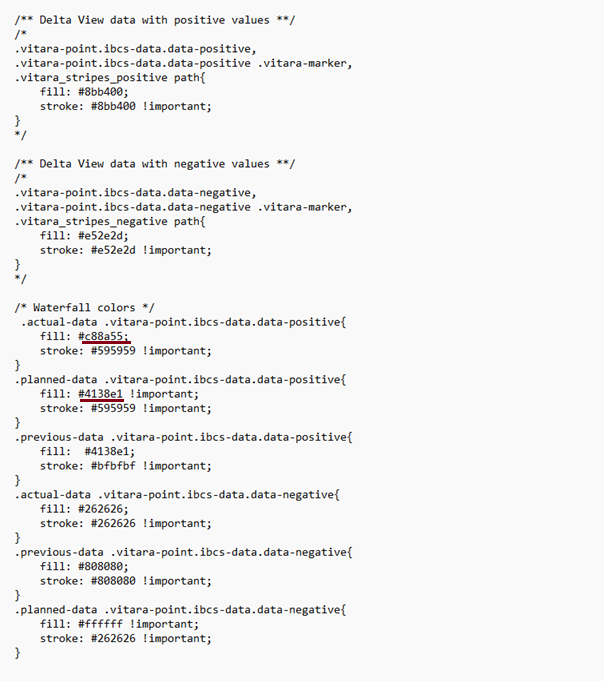 /** Delta View data with positive values **/
/*
.vitara-point.ibcs-data.data-positive,
.vitara-point.ibcs-data.data-positive .vitara-marker,
.vitara_stripes_positive path{
    fill: #8bb400;
    stroke: #8bb400 !important;
}
*/

/** Delta View data with negative values **/
/*
.vitara-point.ibcs-data.data-negative,
.vitara-point.ibcs-data.data-negative .vitara-marker,
.vitara_stripes_negative path{
    fill: #e52e2d;
    stroke: #e52e2d !important;
}
*/

/* Waterfall colors */
 .actual-data .vitara-point.ibcs-data.data-positive{
    fill: #c88a55;
    stroke: #595959 !important;
}
.planned-data .vitara-point.ibcs-data.data-positive{
    fill: #4138e1 !important;
    stroke: #595959 !important;
}
.previous-data .vitara-point.ibcs-data.data-positive{
    fill:  #4138e1;
    stroke: #bfbfbf !important;
}
.actual-data .vitara-point.ibcs-data.data-negative{
    fill: #262626;
    stroke: #262626 !important;
}
.previous-data .vitara-point.ibcs-data.data-negative{
    fill: #808080;
    stroke: #808080 !important;
}
.planned-data .vitara-point.ibcs-data.data-negative{
    fill: #ffffff !important;
    stroke: #262626 !important;
}